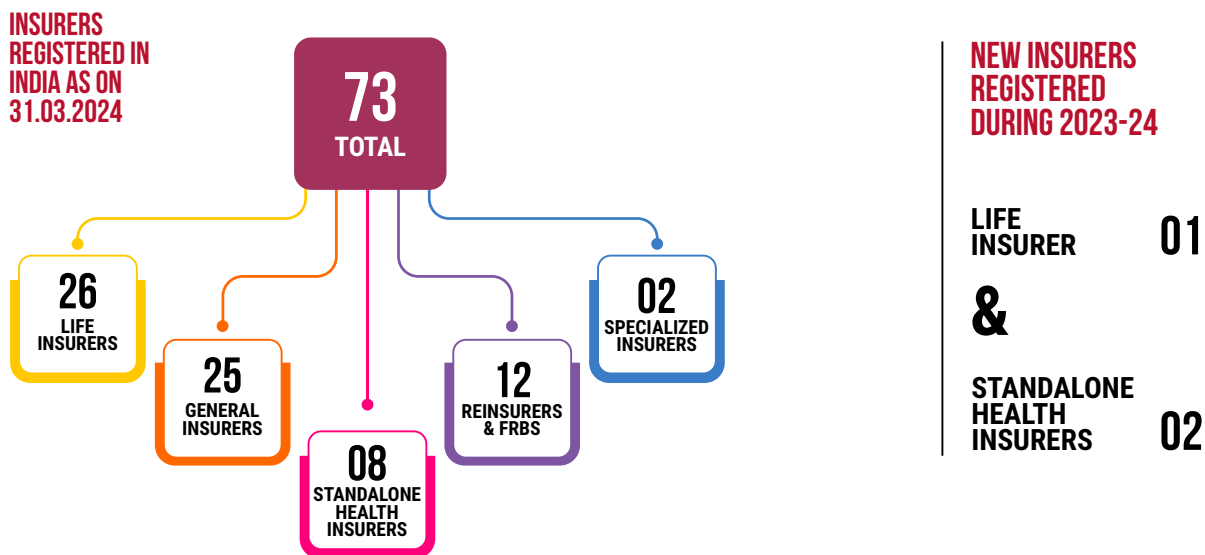 INSURERS
REGISTERED IN
INDIA AS ON
31.03.2024
73
TOTAL
26
LIFE
INSURERS
25
GENERAL
INSURERS
08
STANDALONE
HEALTH
INSURERS
12
REINSURERS
& FRBS
02
SPECIALIZED
INSURERS
NEW INSURERS
REGISTERED
DURING 2023-24
LIFE
INSURER
01
&
STANDALONE
HEALTH
INSURERS
02